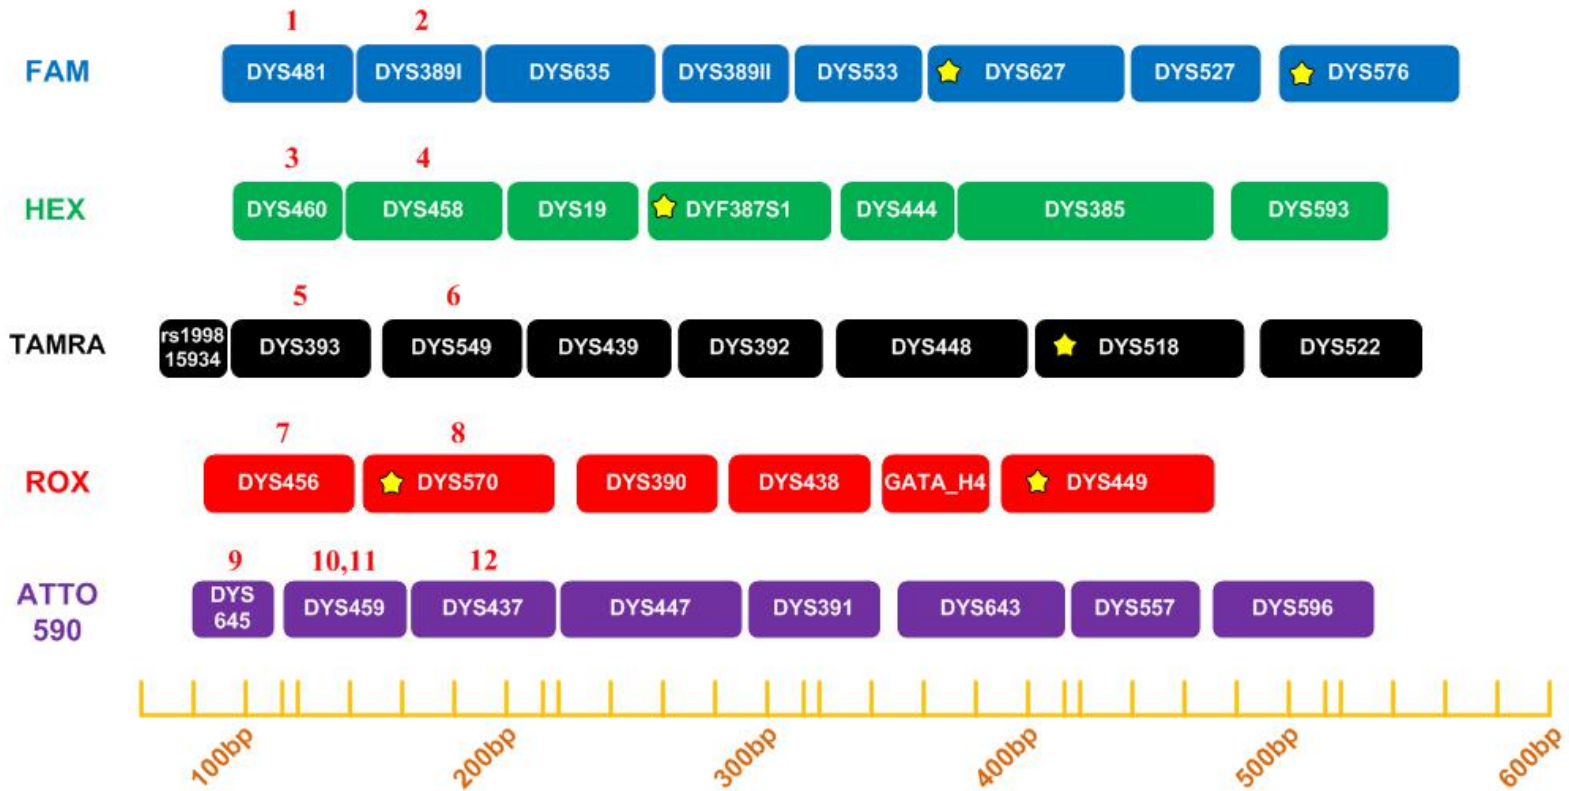 1 2
FAM DYS481 DYS389I DYS635 DYS389II DYS533 DYS627 DYS527 DYS576
3 4
HEX DYS460 DYS458 DYS19 DYF387S1 DYS444 DYS385 DYS593
5 6
TAMRA rs1998 15934 DYS393 DYS549 DYS439 DYS392 DYS448 DYS518 DYS522
7 8
ROX DYS456 DYS570 DYS390 DYS438 GATA_H4 DYS449
9 10,11 12
ATTO 590 DYS 645 DYS459 DYS437 DYS447 DYS391 DYS643 DYS557 DYS596
100bp 200bp 300bp 400bp 500bp 600bp